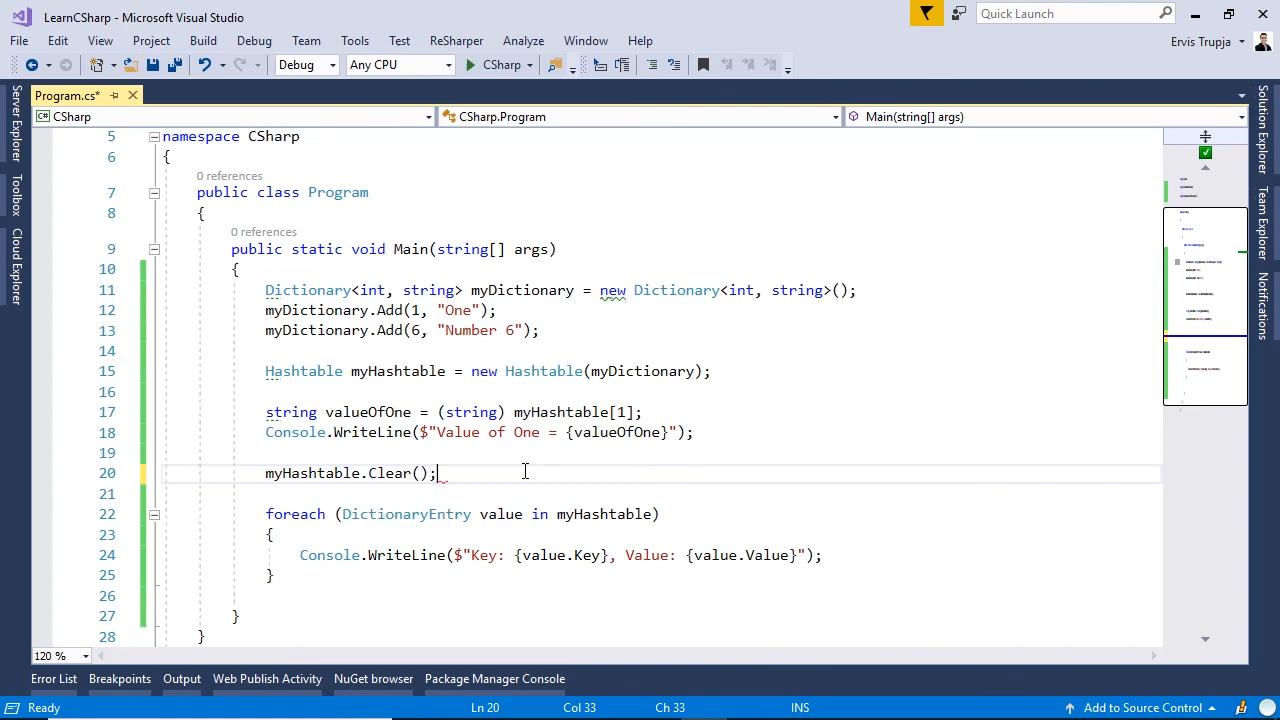 LearnCSharp - Microsoft Visual Studio
Quick Launch
File Edit View Project Build Debug Team Tools Test ReSharper Analyze Window Help
Ervis Trupja
Debug Any CPU CSharp
Program.cs*
CSharp CSharp.Program Main(string[] args)
Server Explorer
Toolbox
Cloud Explorer
5 namespace CSharp
6 {
0 references
7 public class Program
8 {
0 references
9 public static void Main(string[] args)
10 {
11 Dictionary<int, string> myDictionary = new Dictionary<int, string>();
12 myDictionary.Add(1, "One");
13 myDictionary.Add(6, "Number 6");
14
15 Hashtable myHashtable = new Hashtable(myDictionary);
16
17 string valueOfOne = (string) myHashtable[1];
18 Console.WriteLine($"Value of One = {valueOfOne}");
19
20 myHashtable.Clear();
21
22 foreach (DictionaryEntry value in myHashtable)
23 {
24 Console.WriteLine($"Key: {value.Key}, Value: {value.Value}");
25 }
26
27 }
28 }
Solution Explorer
Team Explorer
Notifications
120 %
Error List Breakpoints Output Web Publish Activity NuGet browser Package Manager Console
Ready Ln 20 Col 33 Ch 33 INS Add to Source Control